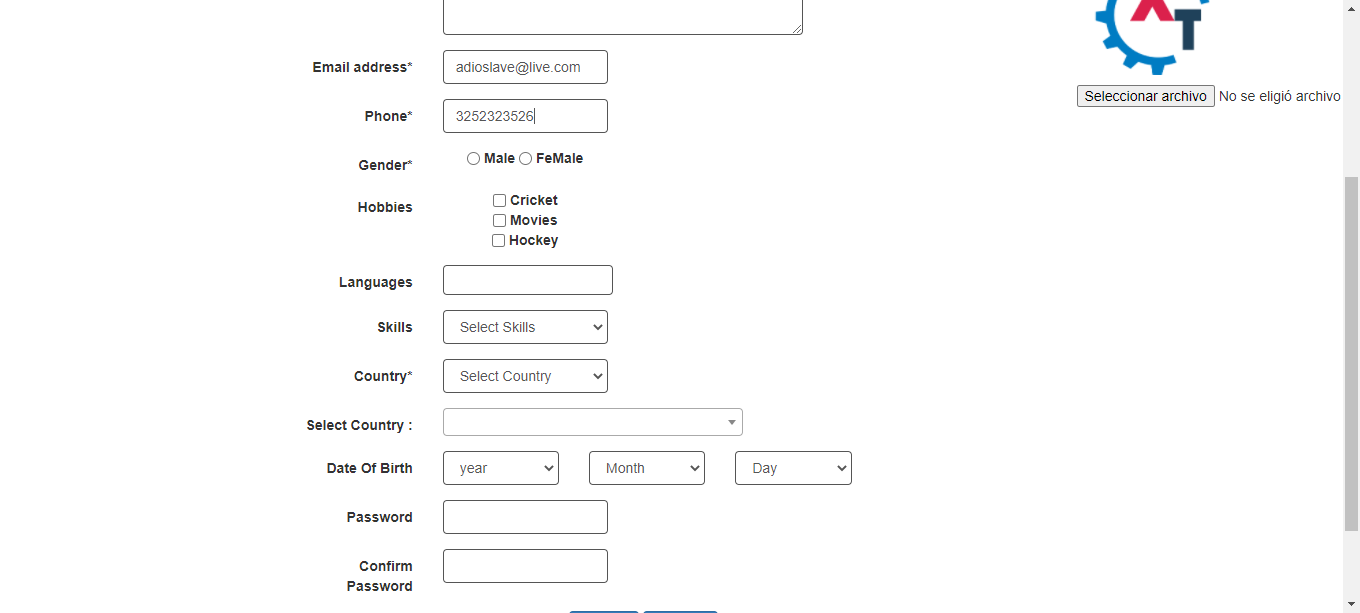 XT
Email address*
adioslave@live.com
Seleccionar archivo No se eligió archivo
Phone*
3252323526
Gender*
Male FeMale
Hobbies
Cricket
Movies
Hockey
Languages
Skills
Select Skills
Country*
Select Country
Select Country :
Date Of Birth
year Month Day
Password
Confirm
Password